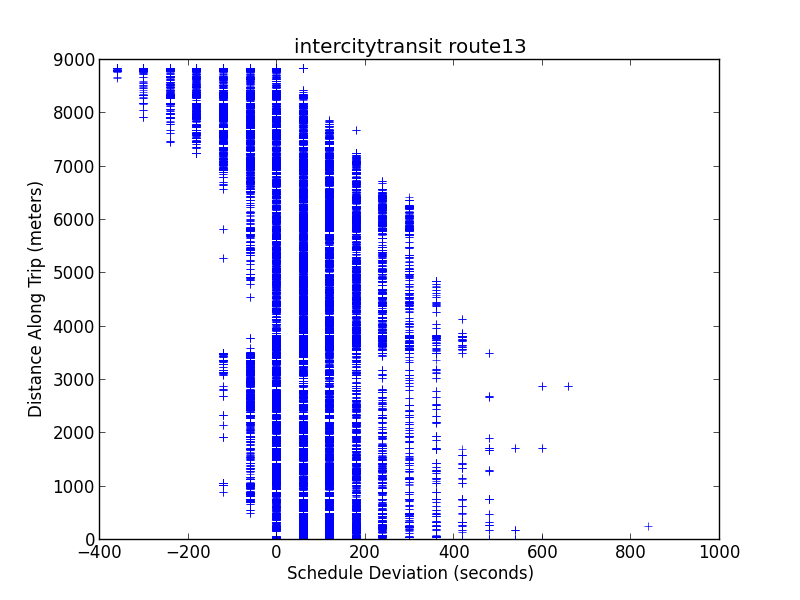 intercitytransit route13
9000
8000
7000
6000
5000
4000
3000
2000
1000
0
Distance Along Trip (meters)
−400 −200 0 200 400 600 800 1000
Schedule Deviation (seconds)